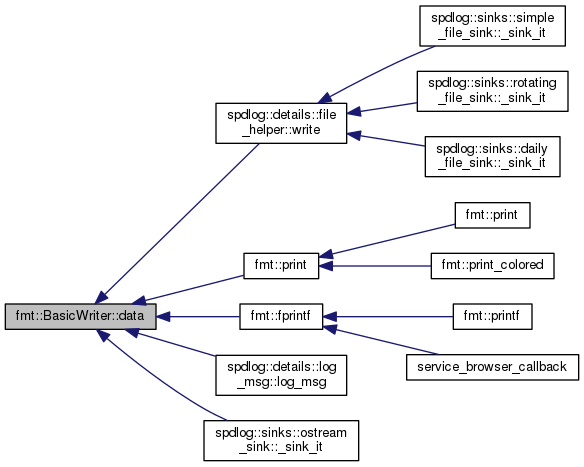 spdlog::sinks::simple
_file_sink::_sink_it
spdlog::sinks::rotating
_file_sink::_sink_it
spdlog::details::file
_helper::write
spdlog::sinks::daily
_file_sink::_sink_it
fmt::print
fmt::print
fmt::print_colored
fmt::BasicWriter::data
fmt::fprintf
fmt::printf
service_browser_callback
spdlog::details::log
_msg::log_msg
spdlog::sinks::ostream
_sink::_sink_it